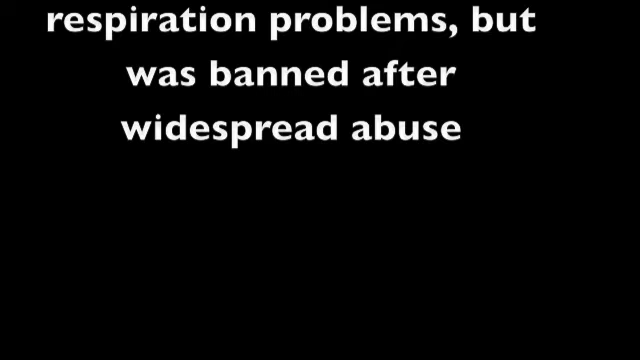 respiration problems, but
was banned after
widespread abuse